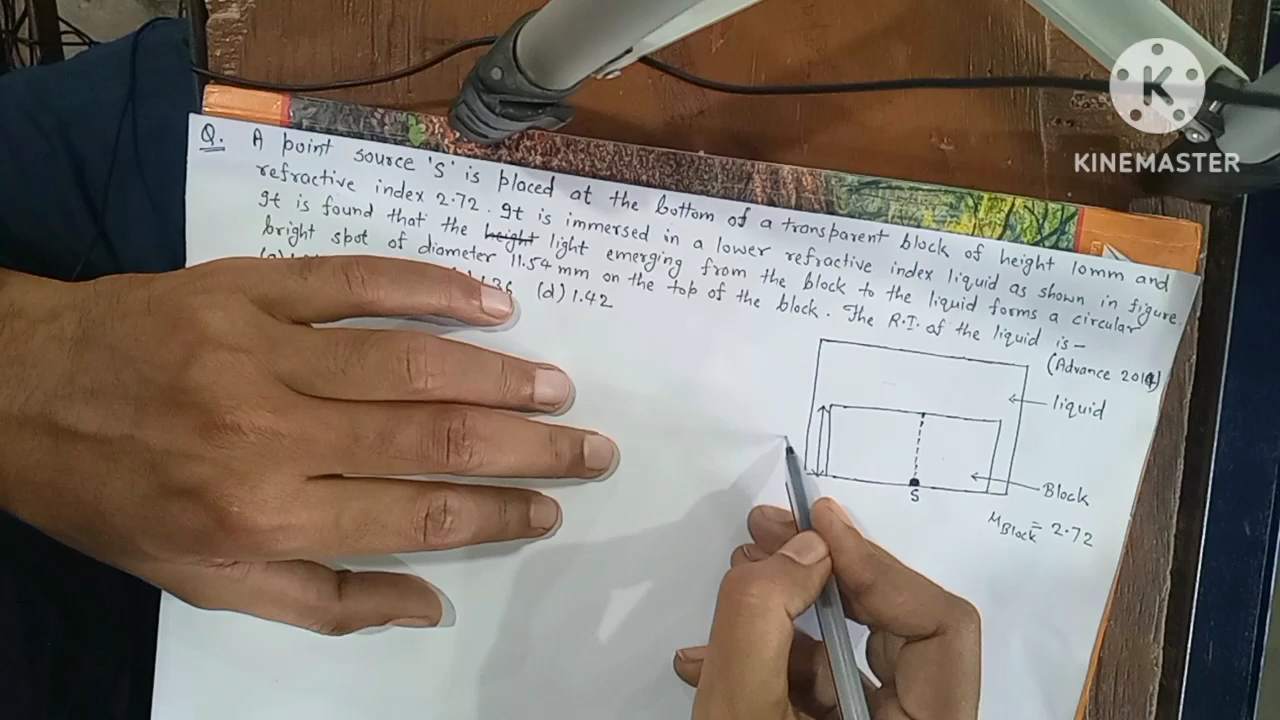 Q. A point source 'S' is placed at the bottom of a transparent block of height 10mm and
refractive index 2.72. It is immersed in a lower refractive index liquid as shown in figure.
It is found that the height light emerging from the block to the liquid forms a circular
bright spot of diameter 11.54 mm on the top of the block. The R.I. of the liquid is -
(d) 1.42
(Advance 2014)
liquid
Block
S
μBlock = 2.72
K
KINEMASTER